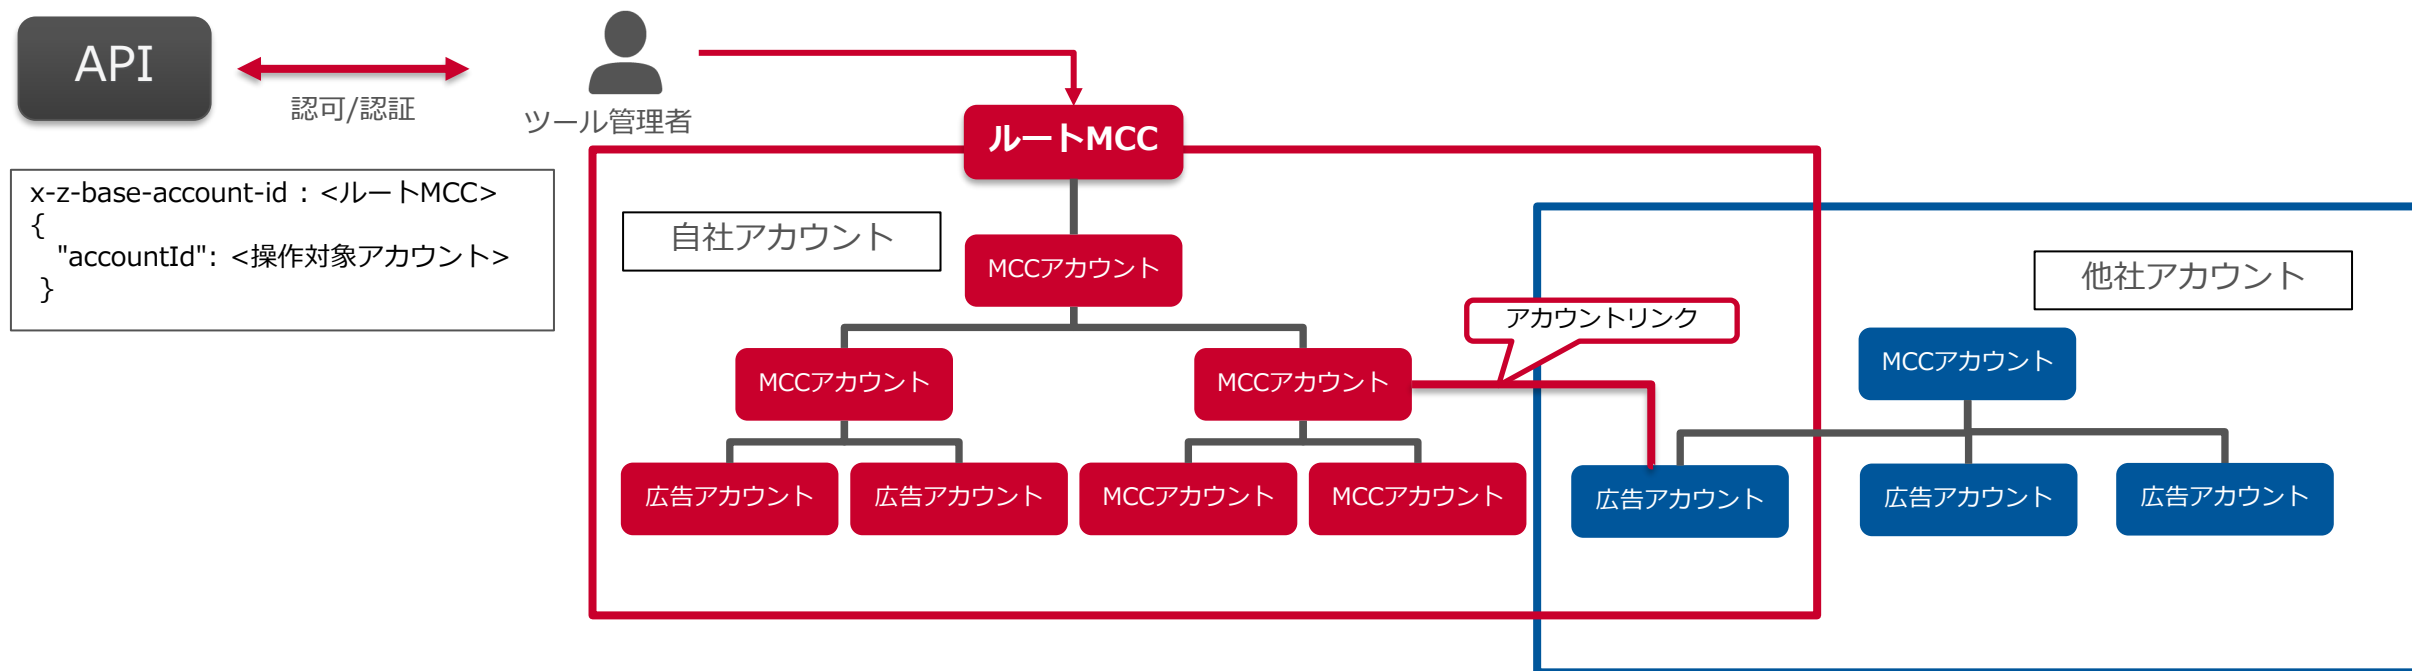 API
認可/認証
ツール管理者
x-z-base-account-id : <ルートMCC>
{
"accountId": <操作対象アカウント>
}
ルートMCC
自社アカウント
MCCアカウント
MCCアカウント
MCCアカウント
広告アカウント
広告アカウント
MCCアカウント
MCCアカウント
アカウントリンク
他社アカウント
MCCアカウント
広告アカウント
広告アカウント
広告アカウント